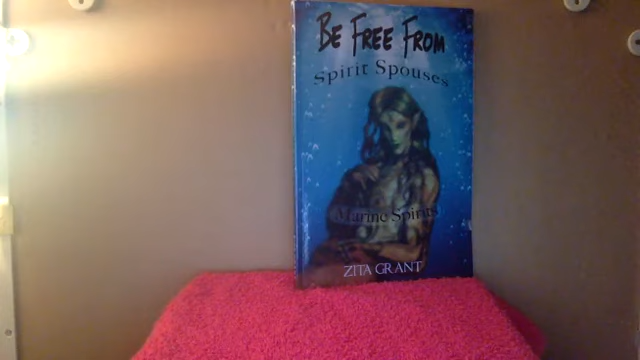 Be Free From
Spirit Spouses
Marine Spirits
ZITA GRANT